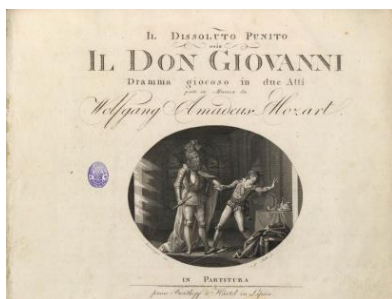 Il Dissoluto Punito
osia
Il Don Giovanni
Dramma giocoso in due Atti
posto in Musica da
Wolfgang Amadeus Mozart.
IN PARTITURA
presso Breitkopf & Härtel in Lipsia